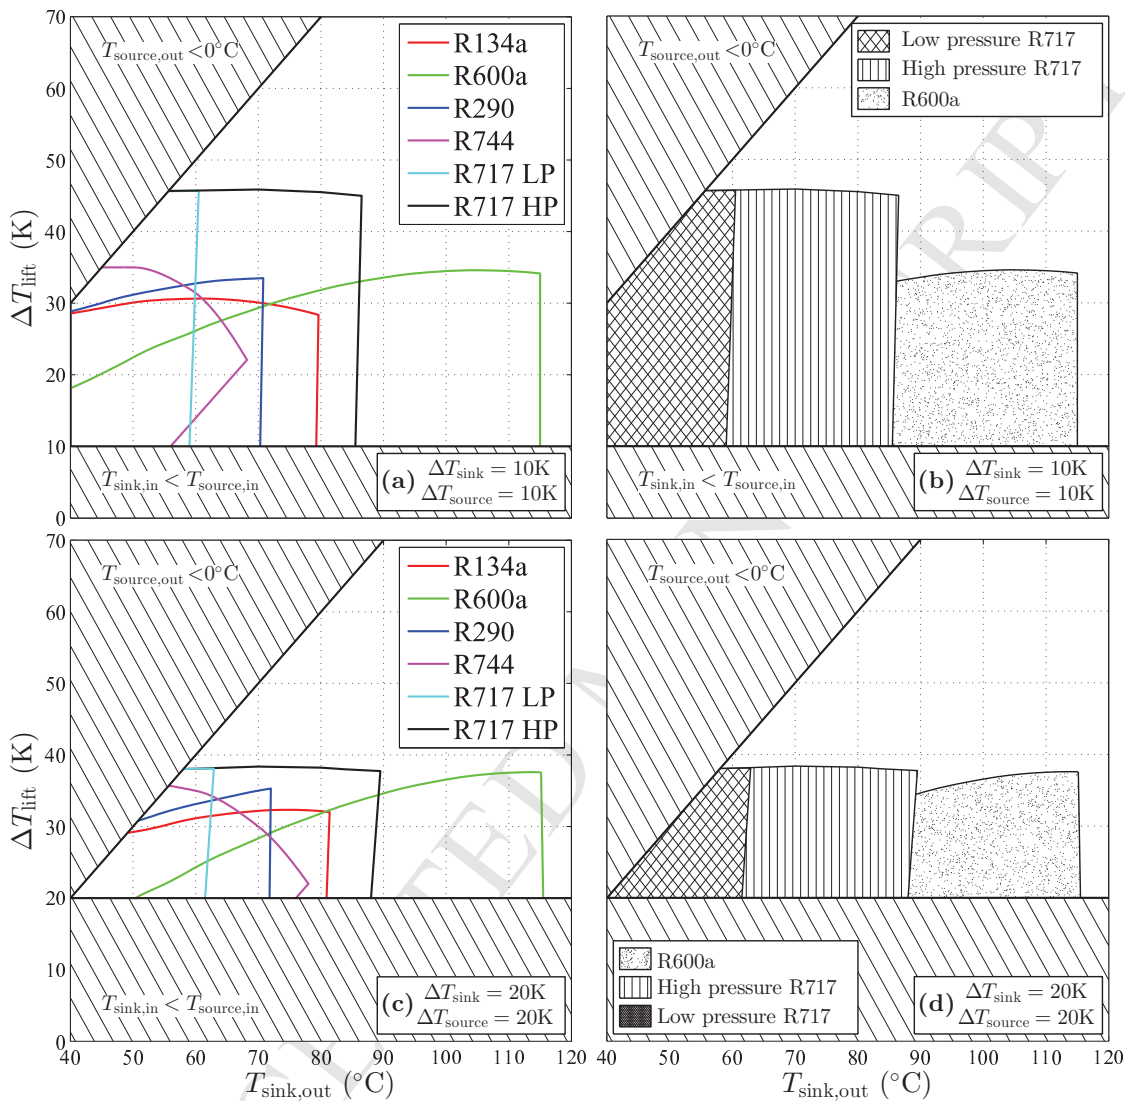 70
60
50
40
30
20
10
0
ΔT_lift (K)
T_source,out <0°C
R134a
R600a
R290
R744
R717 LP
R717 HP
T_sink,in < T_source,in
(a)
ΔT_sink = 10K
ΔT_source = 10K
T_source,out <0°C
Low pressure R717
High pressure R717
R600a
T_sink,in < T_source,in
(b)
ΔT_sink = 10K
ΔT_source = 10K
70
60
50
40
30
20
10
0
ΔT_lift (K)
T_source,out <0°C
R134a
R600a
R290
R744
R717 LP
R717 HP
T_sink,in < T_source,in
(c)
ΔT_sink = 20K
ΔT_source = 20K
40 50 60 70 80 90 100 110 120
T_sink,out (°C)
T_source,out <0°C
R600a
High pressure R717
Low pressure R717
(d)
ΔT_sink = 20K
ΔT_source = 20K
40 50 60 70 80 90 100 110 120
T_sink,out (°C)